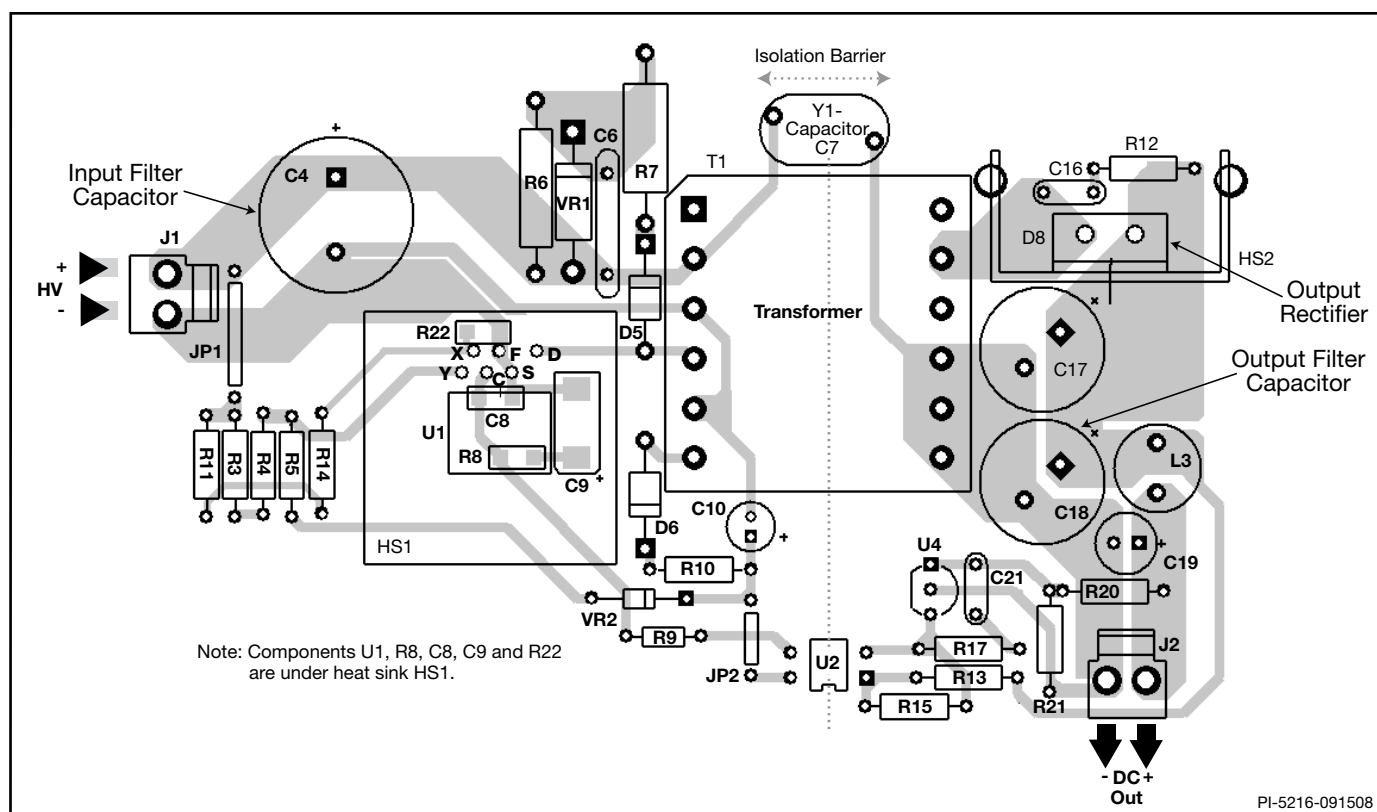 Isolation Barrier
+
Y1-
Capacitor
C7
C6
R12
T1
C16
Input Filter
Capacitor
C4
R6
VR1
R7
J1
D8
HS2
+
HV
-
Transformer
Output
Rectifier
R22
D5
X
F
D
JP1
Y
C
S
C17
Output Filter
Capacitor
C8
U1
R11
R3
R4
R5
R14
R8
L3
C9
+
C10
C18
D6
+
HS1
U4
+
C19
R10
C21
R20
VR2
R9
Note: Components U1, R8, C8, C9 and R22
are under heat sink HS1.
U2
R17
J2
JP2
R13
R15
R21
- DC +
Out
PI-5216-091508